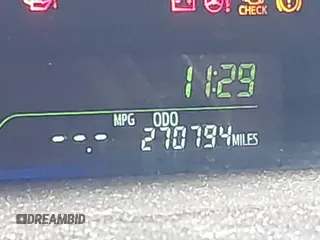 CHECK
11:29
MPG ODO
--.- 270794 MILES
DREAMBID